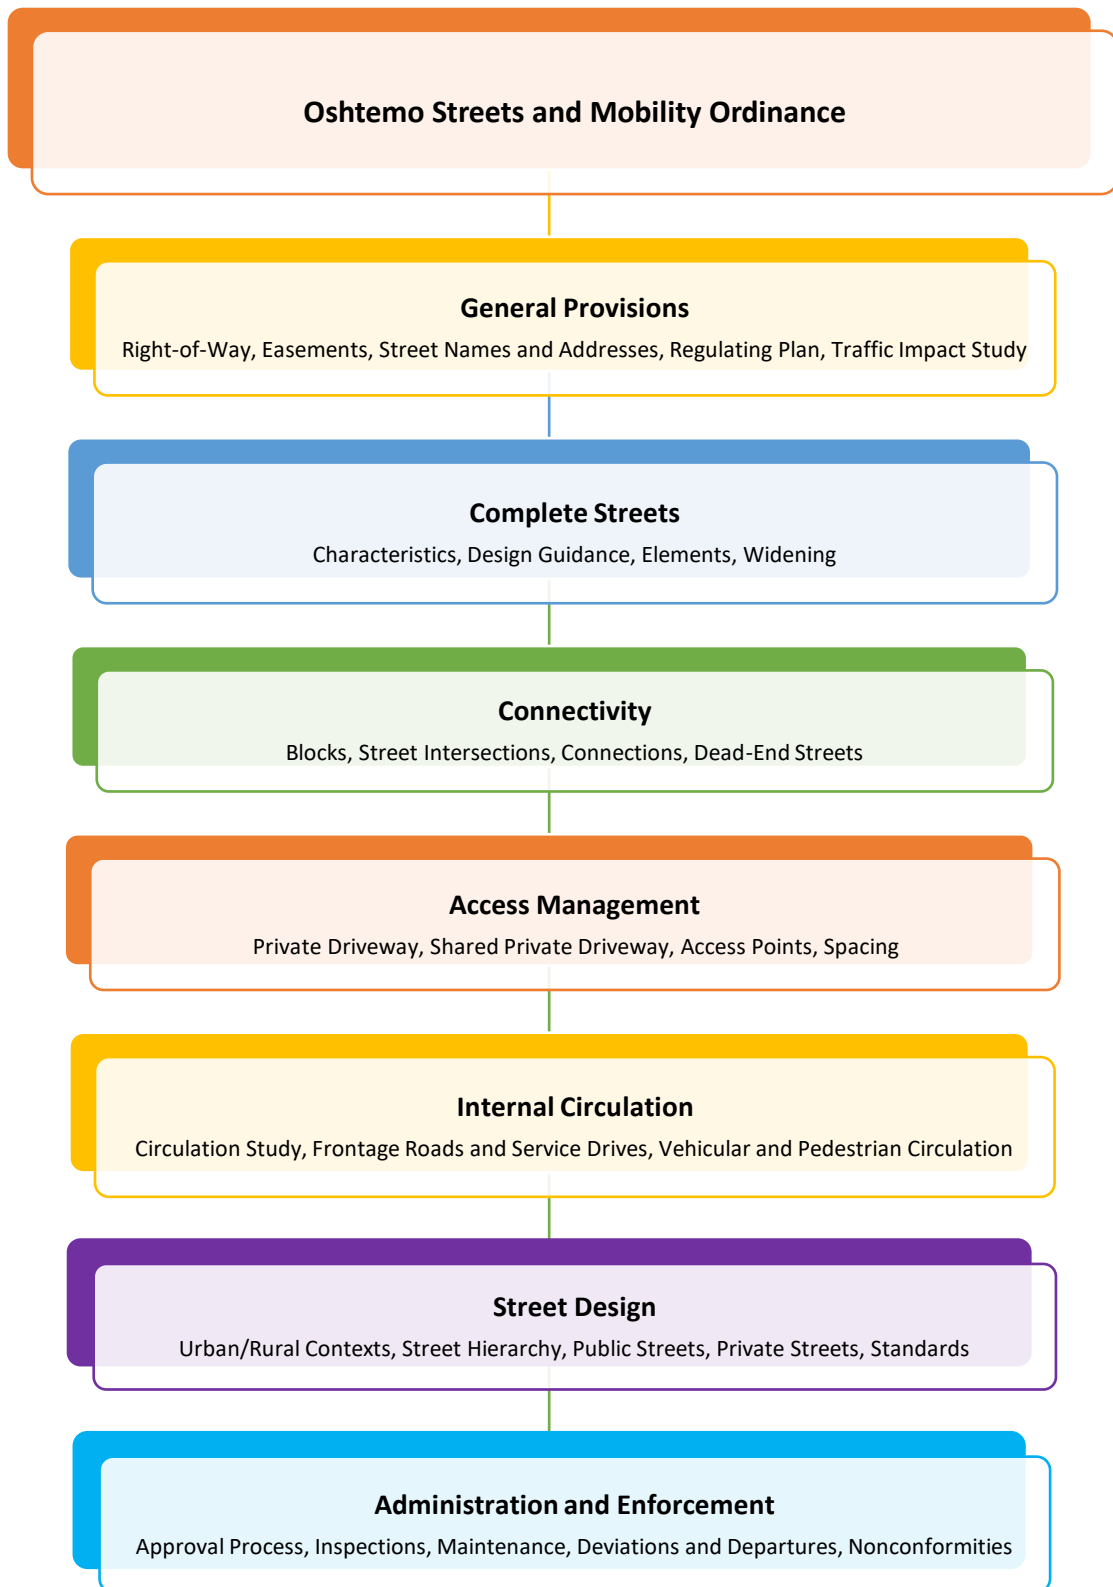 Oshtemo Streets and Mobility Ordinance
General Provisions
Right-of-Way, Easements, Street Names and Addresses, Regulating Plan, Traffic Impact Study
Complete Streets
Characteristics, Design Guidance, Elements, Widening
Connectivity
Blocks, Street Intersections, Connections, Dead-End Streets
Access Management
Private Driveway, Shared Private Driveway, Access Points, Spacing
Internal Circulation
Circulation Study, Frontage Roads and Service Drives, Vehicular and Pedestrian Circulation
Street Design
Urban/Rural Contexts, Street Hierarchy, Public Streets, Private Streets, Standards
Administration and Enforcement
Approval Process, Inspections, Maintenance, Deviations and Departures, Nonconformities